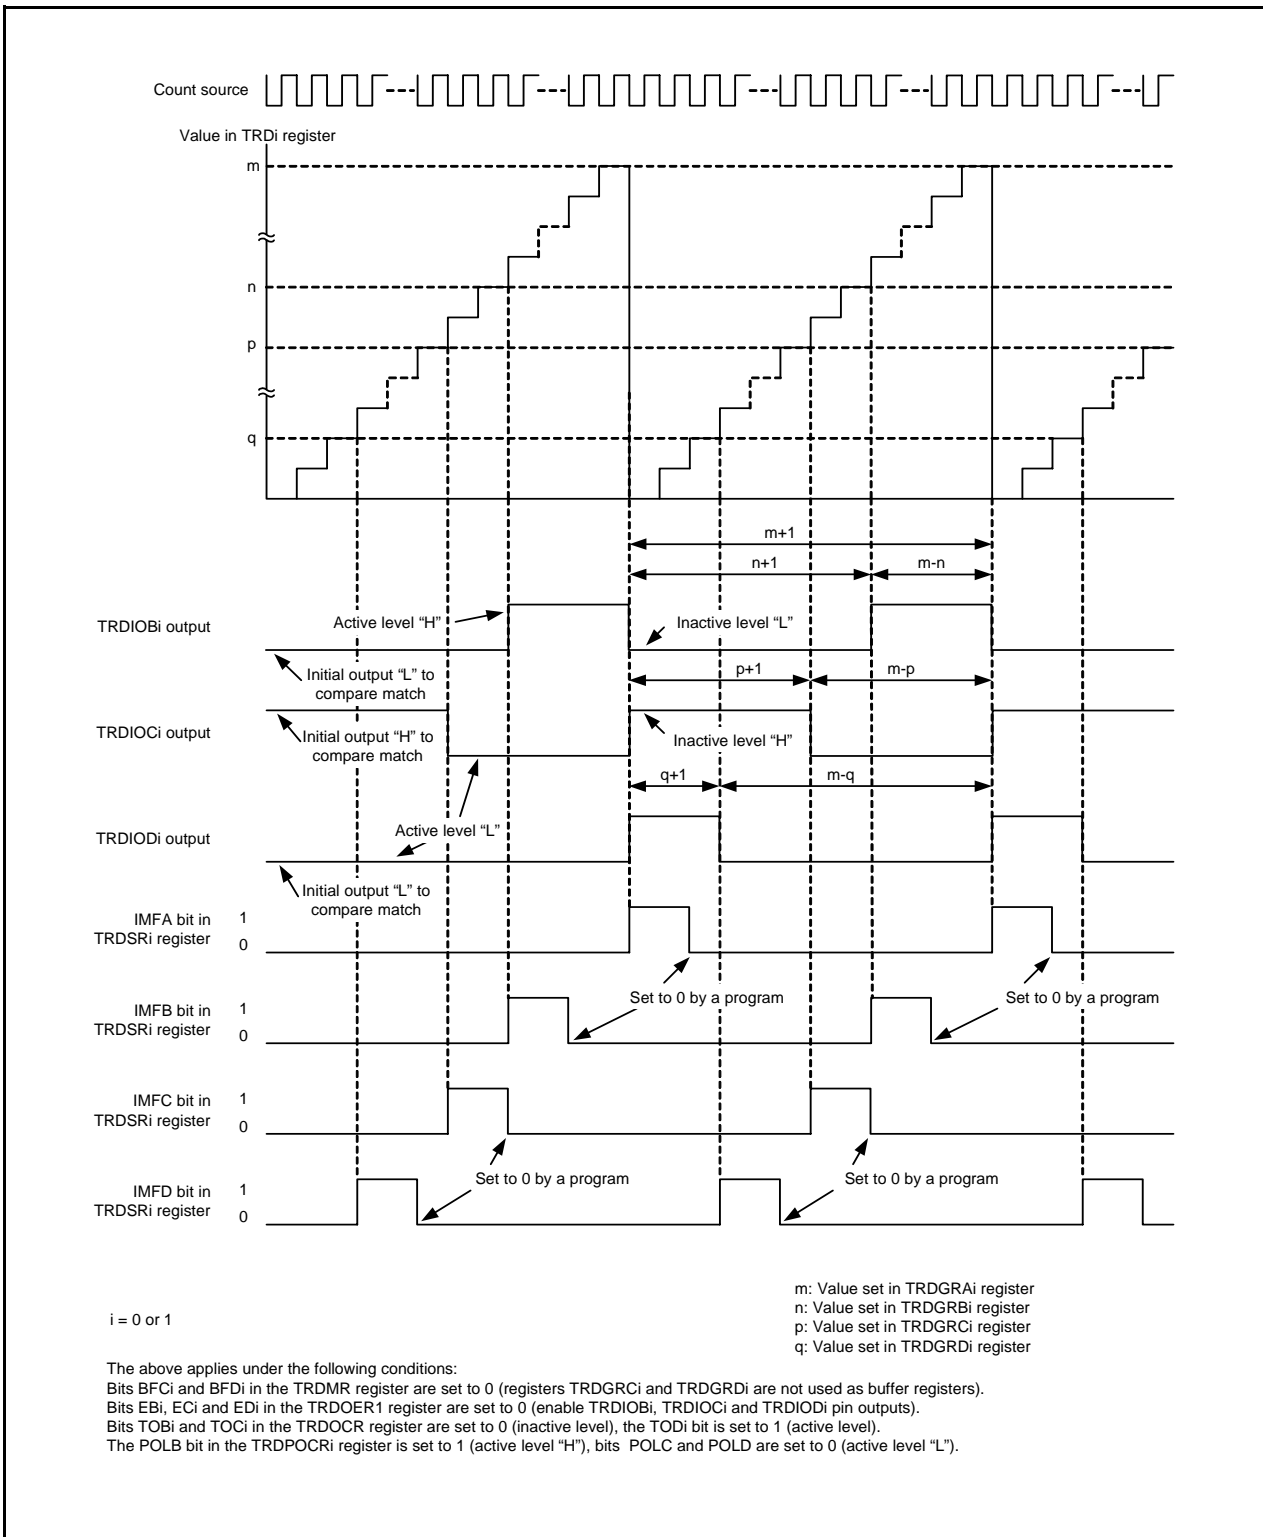 Count source
Value in TRDi register
m
n
p
q
m+1
n+1
m-n
Active level “H”
Inactive level “L”
TRDIOBi output
Initial output “L” to
compare match
p+1
m-p
TRDIOCi output
Initial output “H” to
compare match
Inactive level “H”
q+1
m-q
TRDIODi output
Active level “L”
Initial output “L” to
compare match
IMFA bit in
TRDSRi register
1
0
Set to 0 by a program
Set to 0 by a program
IMFB bit in
TRDSRi register
1
0
IMFC bit in
TRDSRi register
1
0
Set to 0 by a program
Set to 0 by a program
IMFD bit in
TRDSRi register
1
0
m: Value set in TRDGRAi register
n: Value set in TRDGRBi register
p: Value set in TRDGRCi register
q: Value set in TRDGRDi register
i = 0 or 1
The above applies under the following conditions:
Bits BFCi and BFDi in the TRDMR register are set to 0 (registers TRDGRCi and TRDGRDi are not used as buffer registers).
Bits EBi, ECi and EDi in the TRDOER1 register are set to 0 (enable TRDIOBi, TRDIOCi and TRDIODi pin outputs).
Bits TOBi and TOCi in the TRDOCR register are set to 0 (inactive level), the TODi bit is set to 1 (active level).
The POLB bit in the TRDPOCRi register is set to 1 (active level “H”), bits POLC and POLD are set to 0 (active level “L”).